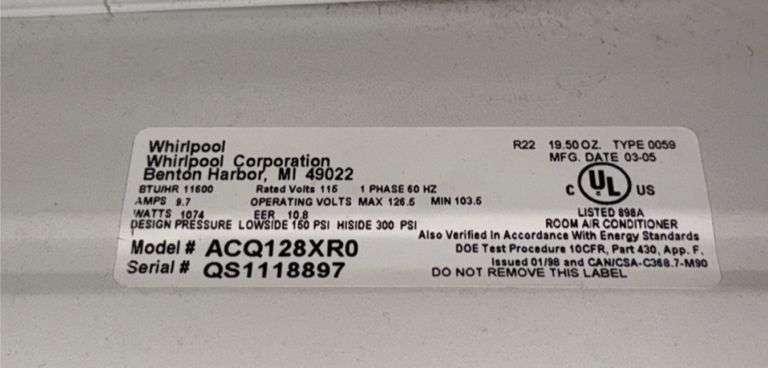 Whirlpool
Whirlpool Corporation
Benton Harbor, MI 49022
R22 19.50 OZ. TYPE 0059
MFG. DATE 03-05
BTU/HR 11600 Rated Volts 115 1 PHASE 60 HZ
AMPS 9.7 OPERATING VOLTS MAX 126.5 MIN 103.5
WATTS 1074 EER 10.8
DESIGN PRESSURE LOWSIDE 150 PSI HISIDE 300 PSI
Model # ACQ128XR0
Serial # QS1118897
C UL US
LISTED 898A
ROOM AIR CONDITIONER
Also Verified in Accordance With Energy Standards
DOE Test Procedure 10CFR, Part 430, App. F,
Issued 01/98 and CAN/CSA-C368.7-M90
DO NOT REMOVE THIS LABEL